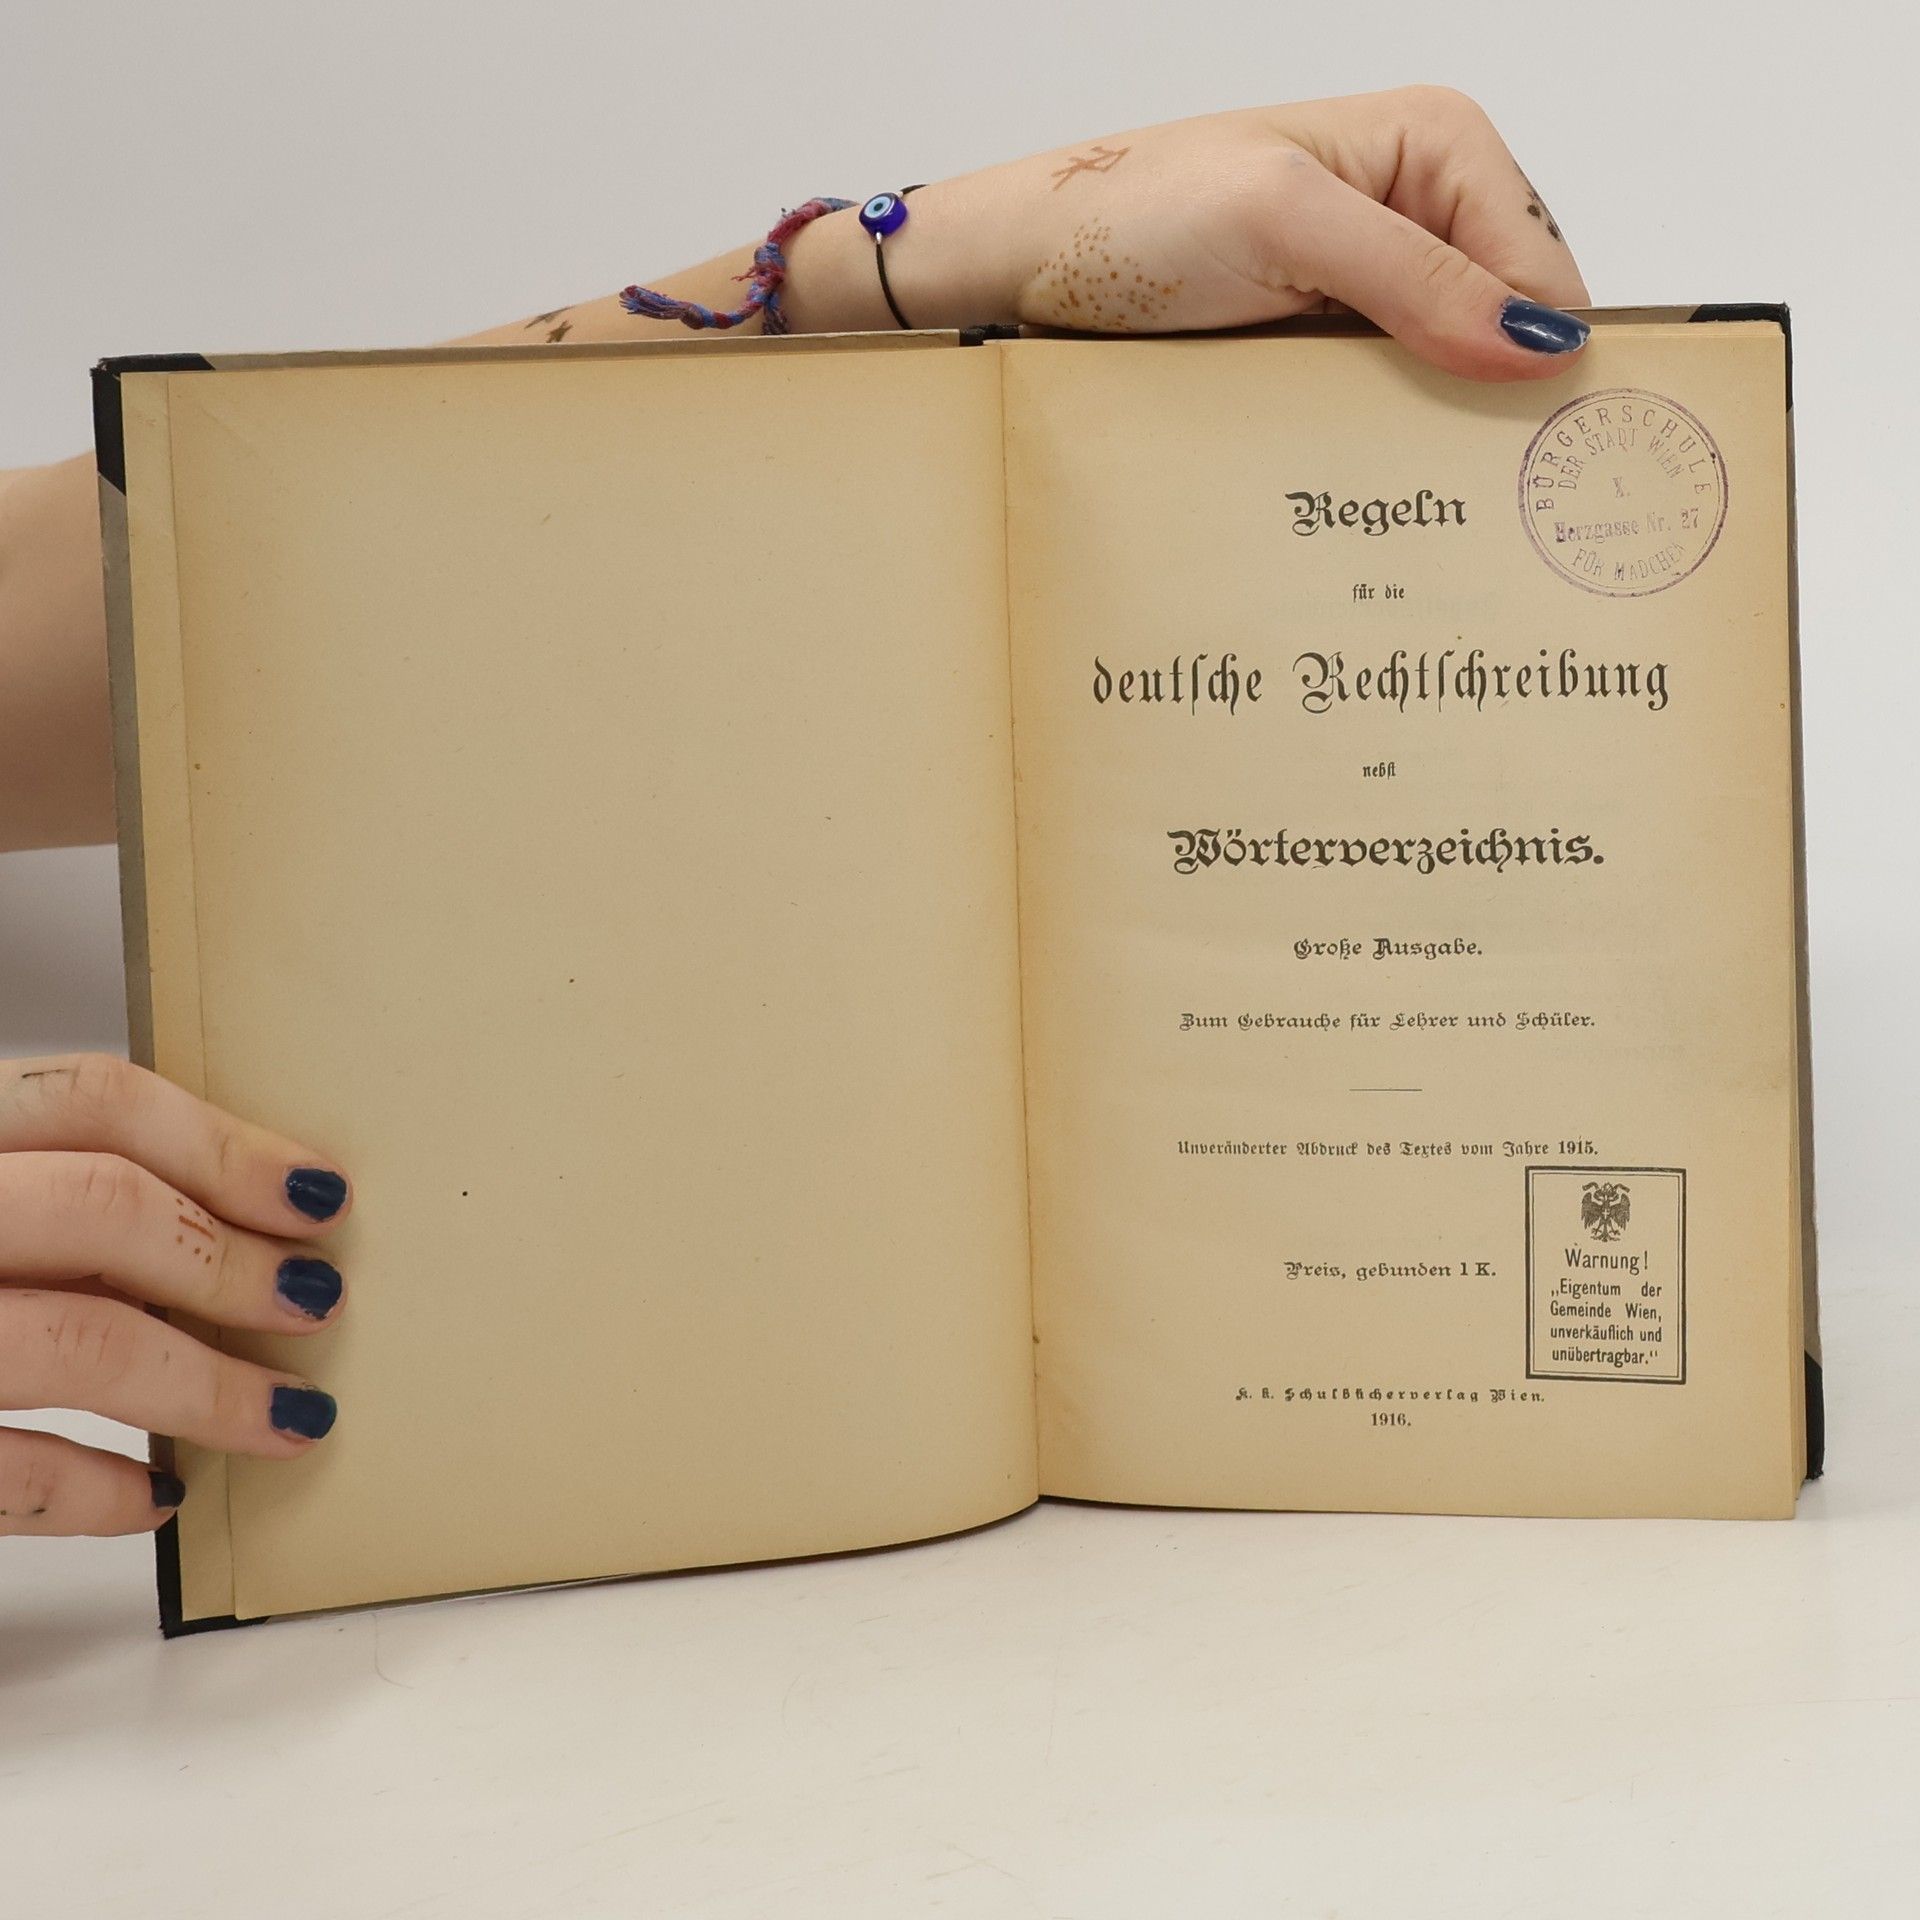 BÜRGERSCHULE
DER STADT WIEN
X.
Herzgasse Nr. 27
FÜR MÄDCHEN
Regeln
für die
deutſche Rechtſchreibung
nebſt
Wörterverzeichnis.
Große Ausgabe.
Zum Gebrauche für Lehrer und Schüler.
Unveränderter Abdruck des Textes vom Jahre 1915.
Preis, gebunden 1 K.
Warnung!
„Eigentum der
Gemeinde Wien,
unverkäuflich und
unübertragbar."
K. k. Schulbücherverlag Wien.
1916.